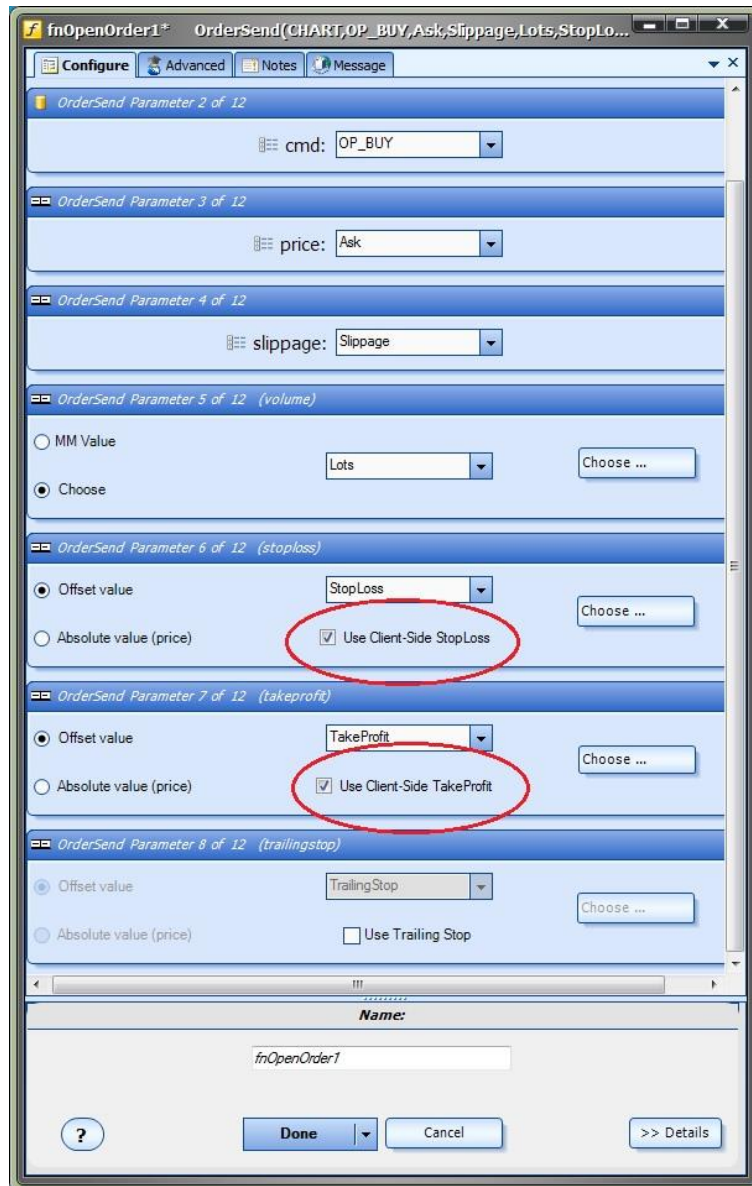 fnOpenOrder1* OrderSend(CHART,OP_BUY,Ask,Slippage,Lots,StopLo...
Configure Advanced Notes Message
OrderSend Parameter 2 of 12
cmd: OP_BUY
OrderSend Parameter 3 of 12
price: Ask
OrderSend Parameter 4 of 12
slippage: Slippage
OrderSend Parameter 5 of 12 (volume)
MM Value
Lots Choose ...
Choose
OrderSend Parameter 6 of 12 (stoploss)
Offset value StopLoss
Choose ...
Absolute value (price) Use Client-Side StopLoss
OrderSend Parameter 7 of 12 (takeprofit)
Offset value TakeProfit
Choose ...
Absolute value (price) Use Client-Side TakeProfit
OrderSend Parameter 8 of 12 (trailingstop)
Offset value TrailingStop
Choose ...
Absolute value (price) Use Trailing Stop
Name:
fnOpenOrder1
? Done Cancel >> Details